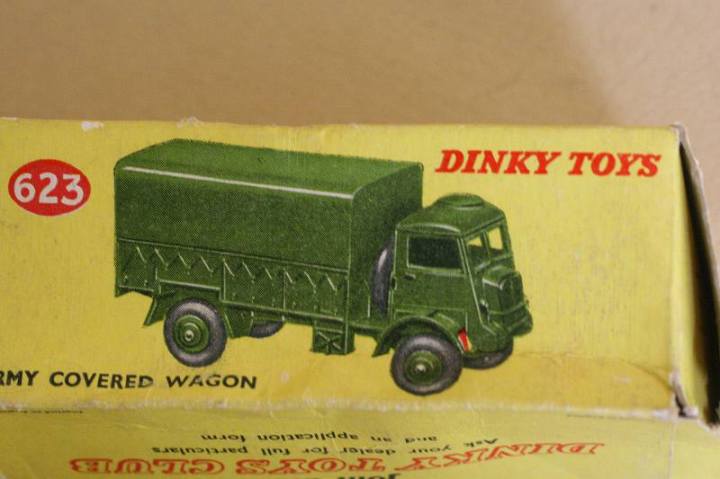 623
DINKY TOYS
RMY COVERED WAGON
Join
DINKY TOYS CLUB
Ask your dealer for full particulars
and an application form